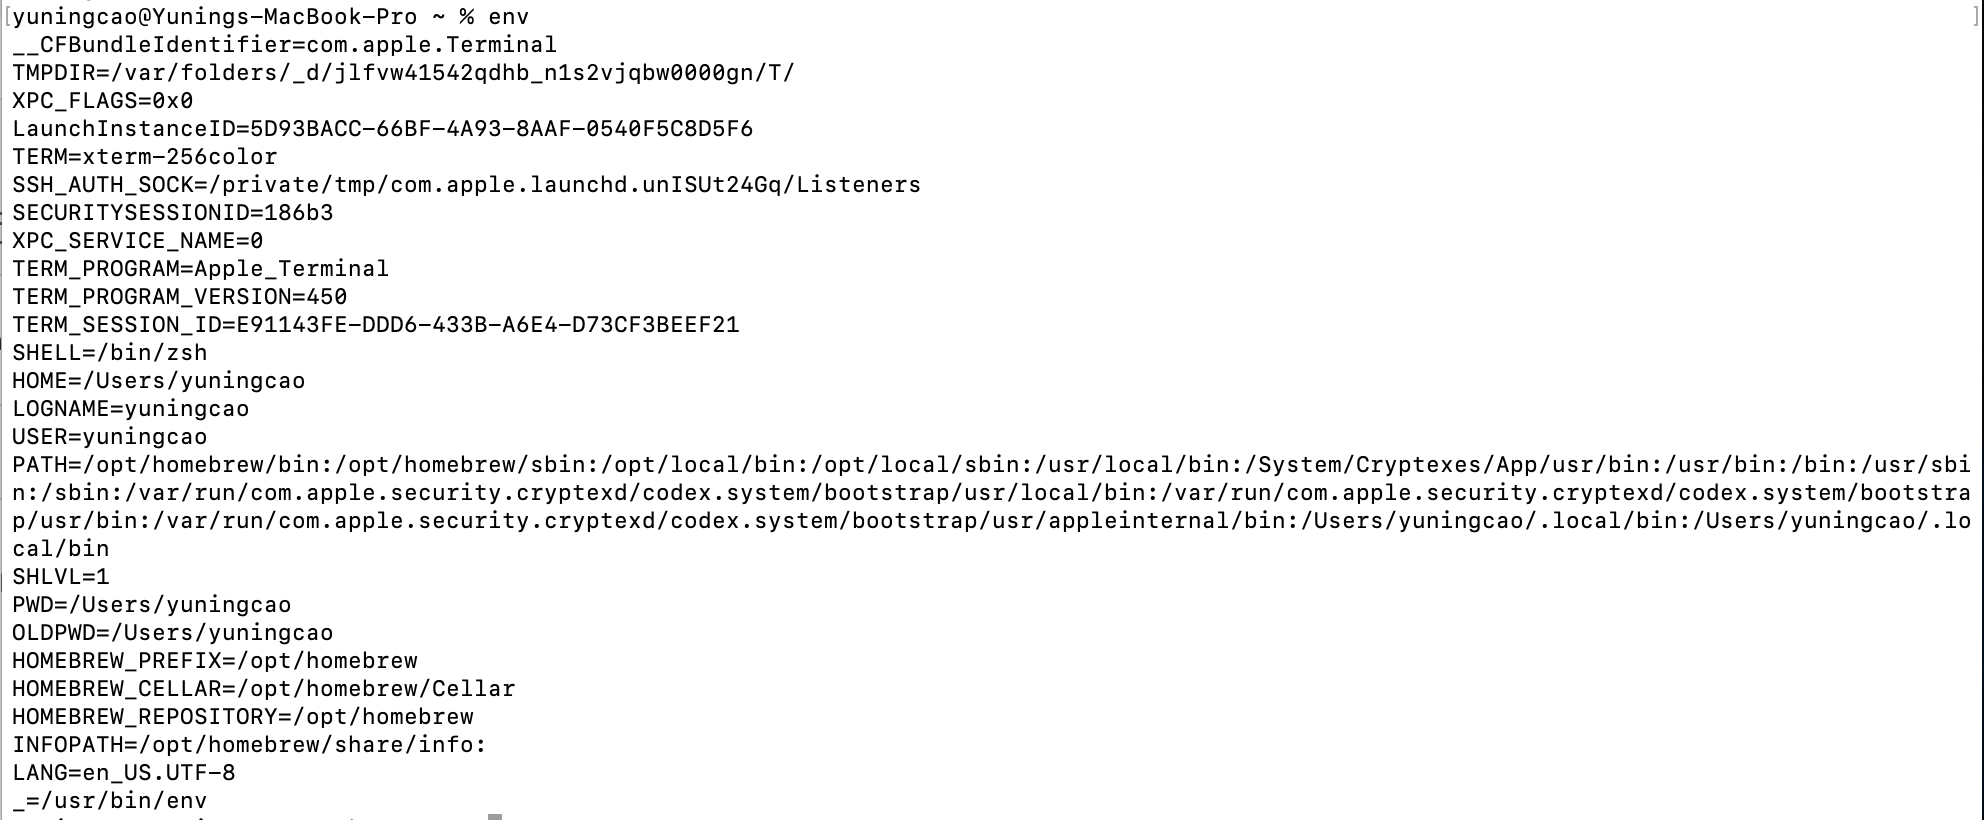 [yuningcao@Yunings-MacBook-Pro ~ % env ]
__CFBundleIdentifier=com.apple.Terminal
TMPDIR=/var/folders/_d/jlfvw41542qdhb_n1s2vjqbw0000gn/T/
XPC_FLAGS=0x0
LaunchInstanceID=5D93BACC-66BF-4A93-8AAF-0540F5C8D5F6
TERM=xterm-256color
SSH_AUTH_SOCK=/private/tmp/com.apple.launchd.unISUt24Gq/Listeners
SECURITYSESSIONID=186b3
XPC_SERVICE_NAME=0
TERM_PROGRAM=Apple_Terminal
TERM_PROGRAM_VERSION=450
TERM_SESSION_ID=E91143FE-DDD6-433B-A6E4-D73CF3BEEF21
SHELL=/bin/zsh
HOME=/Users/yuningcao
LOGNAME=yuningcao
USER=yuningcao
PATH=/opt/homebrew/bin:/opt/homebrew/sbin:/opt/local/bin:/opt/local/sbin:/usr/local/bin:/System/Cryptexes/App/usr/bin:/usr/bin:/bin:/usr/sbi
n:/sbin:/var/run/com.apple.security.cryptexd/codex.system/bootstrap/usr/local/bin:/var/run/com.apple.security.cryptexd/codex.system/bootstra
p/usr/bin:/var/run/com.apple.security.cryptexd/codex.system/bootstrap/usr/appleinternal/bin:/Users/yuningcao/.local/bin:/Users/yuningcao/.lo
cal/bin
SHLVL=1
PWD=/Users/yuningcao
OLDPWD=/Users/yuningcao
HOMEBREW_PREFIX=/opt/homebrew
HOMEBREW_CELLAR=/opt/homebrew/Cellar
HOMEBREW_REPOSITORY=/opt/homebrew
INFOPATH=/opt/homebrew/share/info:
LANG=en_US.UTF-8
_=/usr/bin/env